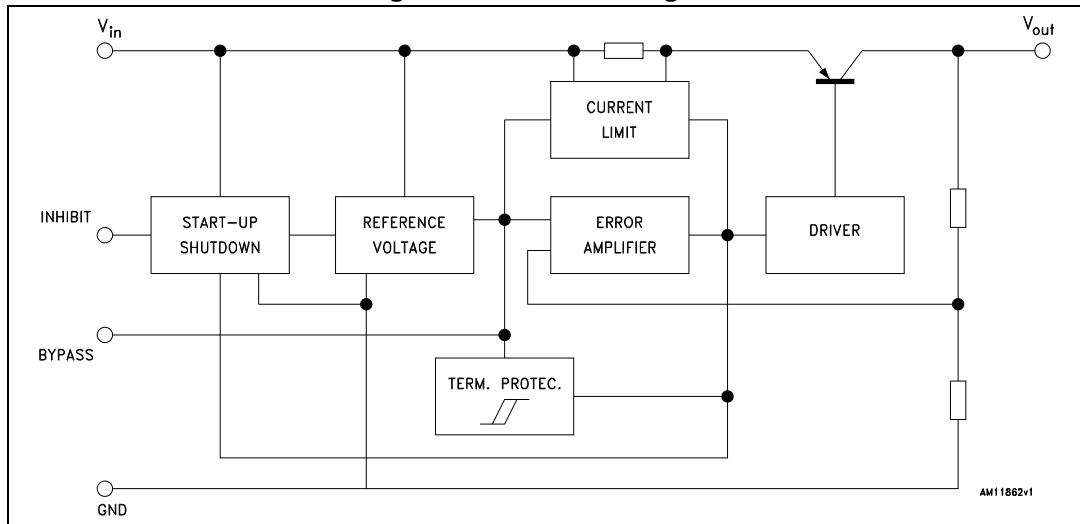 V_in
V_out
CURRENT
LIMIT
INHIBIT
START-UP
SHUTDOWN
REFERENCE
VOLTAGE
ERROR
AMPLIFIER
DRIVER
BYPASS
TERM. PROTEC.
GND
AM11862v1